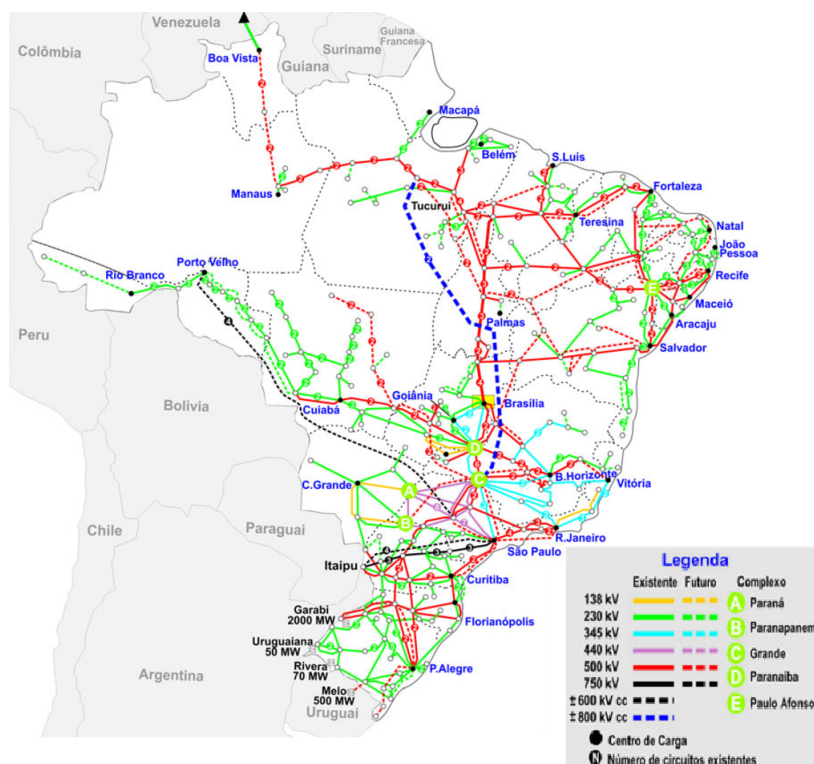 Venezuela
Colômbia
Boa Vista
Guiana
Suriname
Guiana
Francesa
Macapá
Belém
S.Luís
Manaus
Tucuruí
Fortaleza
Teresina
Natal
João
Pessoa
Recife
Maceió
Aracaju
Salvador
E
Palmas
Rio Branco
Porto Velho
Peru
Bolívia
Cuiabá
Goiânia
Brasília
D
C
B.Horizonte
Vitória
C.Grande
A
B
R.Janeiro
São Paulo
Chile
Paraguai
Itaipu
Curitiba
Florianópolis
Garabi
2000 MW
Uruguaiana
50 MW
Rivera
70 MW
Melo
500 MW
P.Alegre
Argentina
Uruguai
Legenda
Existente Futuro Complexo
138 kV A Paraná
230 kV B Paranapanem
345 kV
440 kV C Grande
500 kV D Paranaiba
750 kV E Paulo Afonso
±600 kV cc
±800 kV cc
Centro de Carga
N Número de circuitos existentes